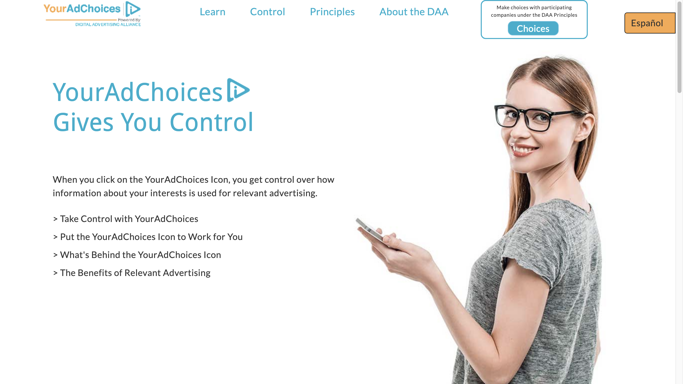 YourAdChoices
Powered By
DIGITAL ADVERTISING ALLIANCE
Learn
Control
Principles
About the DAA
Make choices with participating
companies under the DAA Principles
Choices
Español
YourAdChoices
Gives You Control
When you click on the YourAdChoices Icon, you get control over how
information about your interests is used for relevant advertising.
> Take Control with YourAdChoices
> Put the YourAdChoices Icon to Work for You
> What's Behind the YourAdChoices Icon
> The Benefits of Relevant Advertising